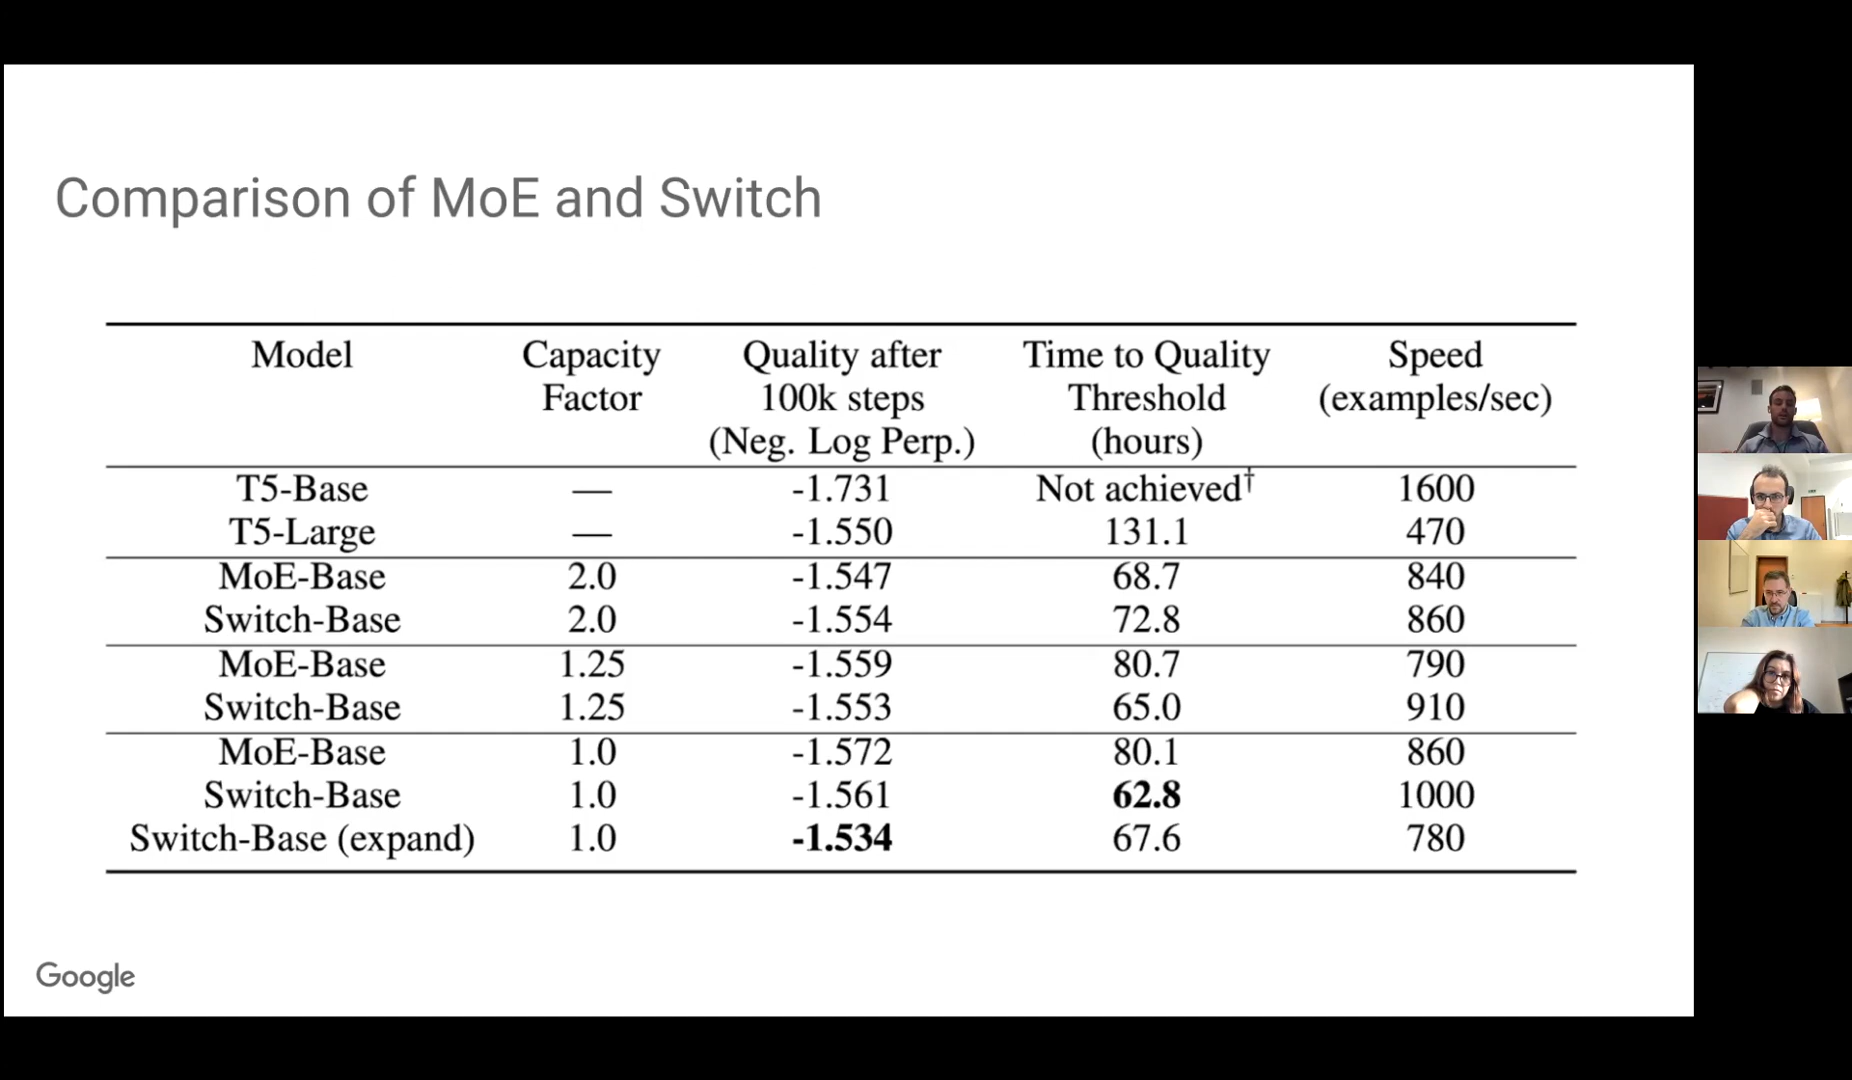 Comparison of MoE and Switch
Model Capacity Factor Quality after 100k steps (Neg. Log Perp.) Time to Quality Threshold (hours) Speed (examples/sec)
T5-Base — -1.731 Not achieved† 1600
T5-Large — -1.550 131.1 470
MoE-Base 2.0 -1.547 68.7 840
Switch-Base 2.0 -1.554 72.8 860
MoE-Base 1.25 -1.559 80.7 790
Switch-Base 1.25 -1.553 65.0 910
MoE-Base 1.0 -1.572 80.1 860
Switch-Base 1.0 -1.561 62.8 1000
Switch-Base (expand) 1.0 -1.534 67.6 780
Google